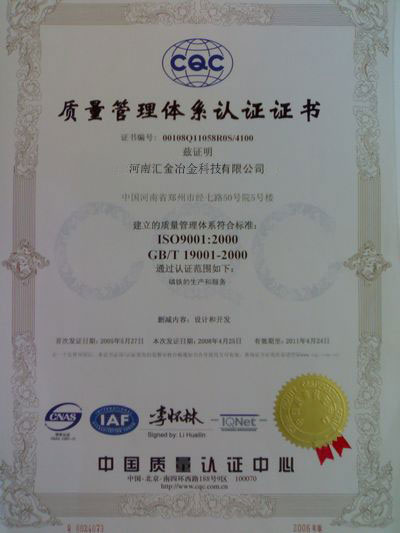 CQC
质量管理体系认证证书
证书编号: 00108Q11058R0S/4100
兹证明
河南汇金冶金科技有限公司
中国河南省郑州市经七路50号院5号楼
建立的质量管理体系符合标准:
ISO9001:2000
GB/T 19001-2000
通过认证范围如下:
磷铁的生产和服务
删减内容: 设计和开发
首次发证日期: 2005年5月27日 本次发证日期: 2008年4月25日 有效期至: 2011年4月24日
CNAS
IAF
李怀林
IQNet
Signed by: Li Huailin
中国质量认证中心
中国·北京·南四环西路188号9区 100070
http://www.cqc.com.cn
0024073
2006年版